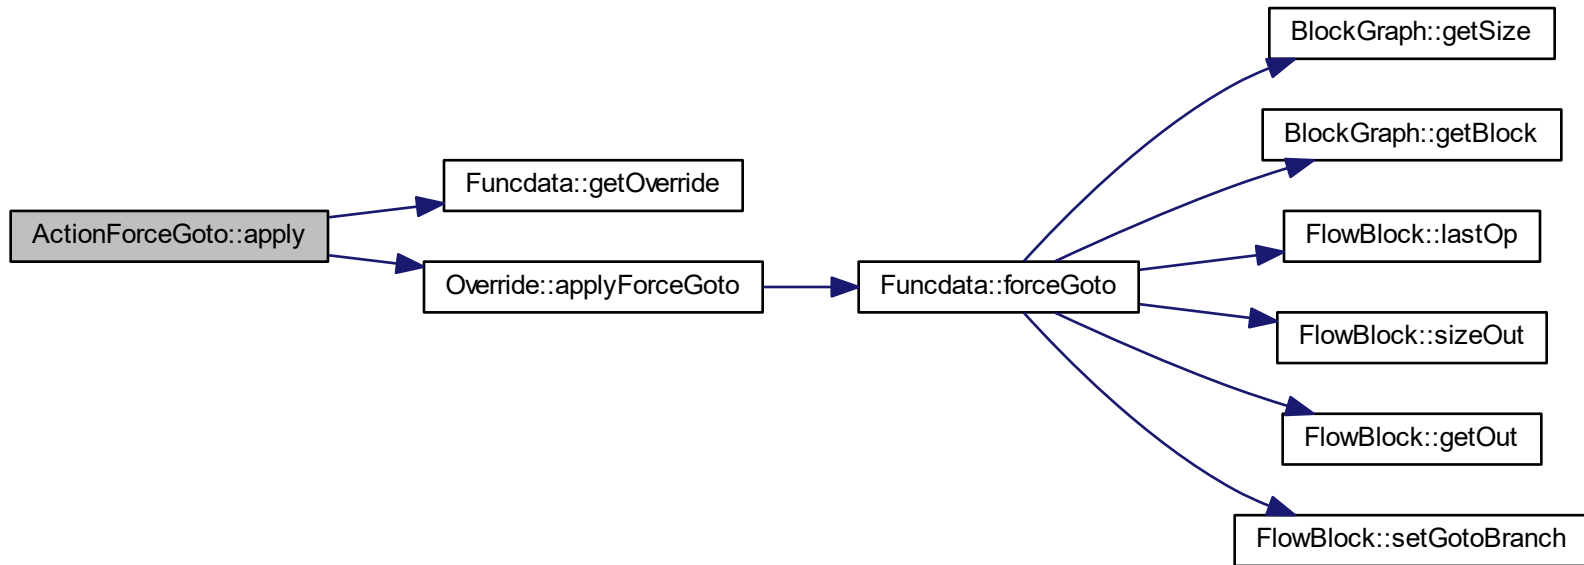 BlockGraph::getSize
BlockGraph::getBlock
Funcdata::getOverride
ActionForceGoto::apply
FlowBlock::lastOp
Override::applyForceGoto
Funcdata::forceGoto
FlowBlock::sizeOut
FlowBlock::getOut
FlowBlock::setGotoBranch